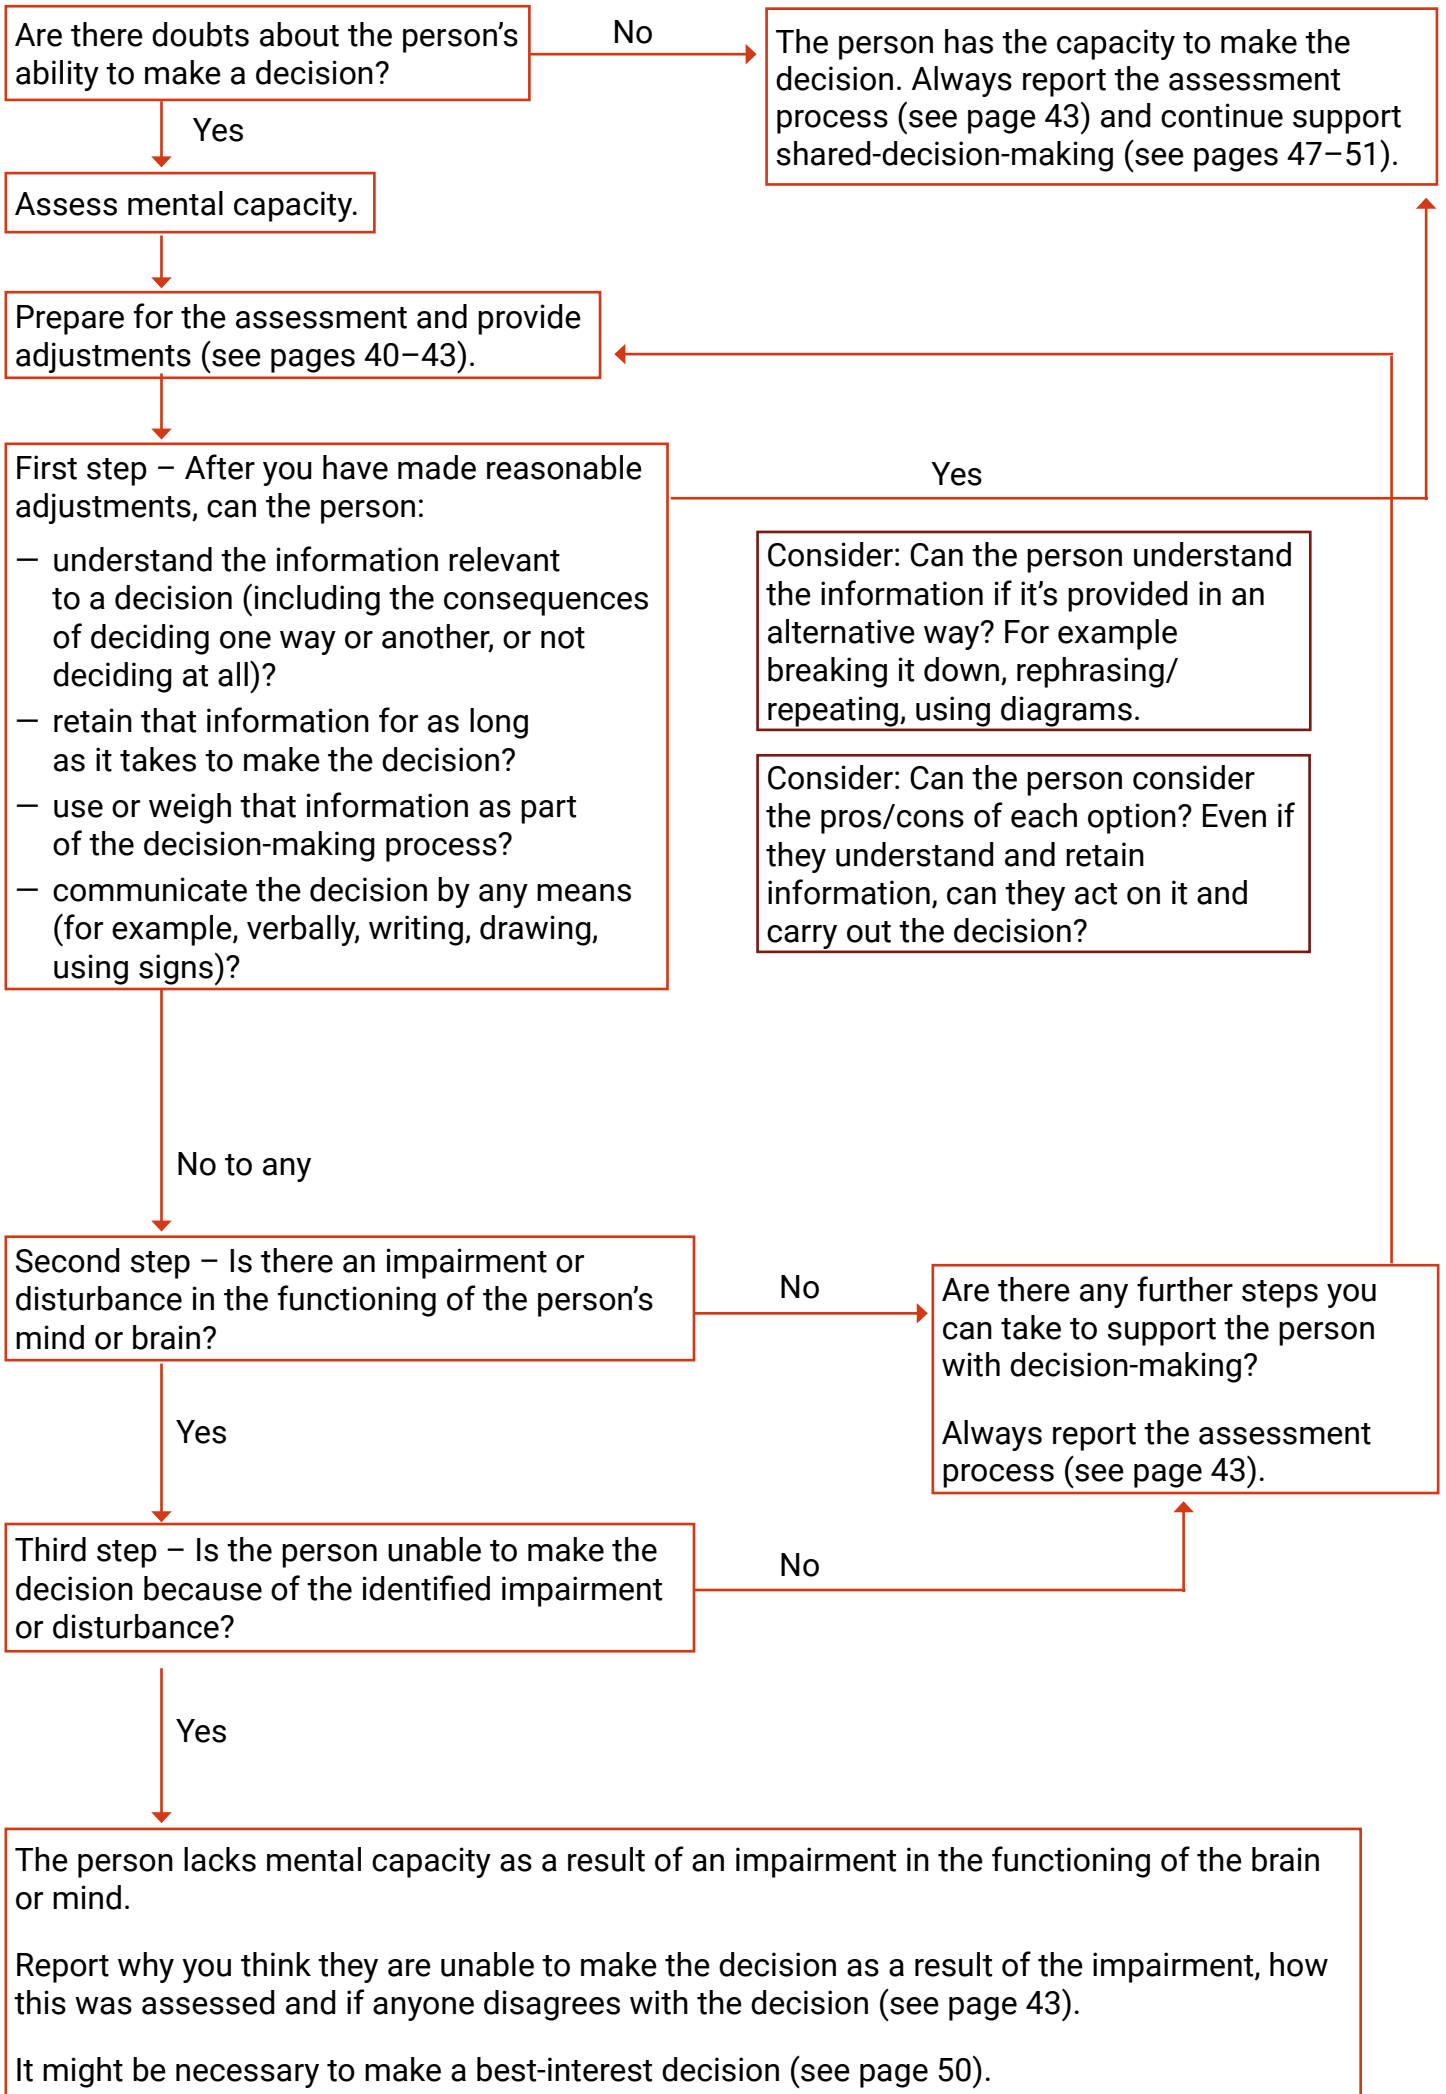 Are there doubts about the person’s
ability to make a decision?
No
The person has the capacity to make the
decision. Always report the assessment
process (see page 43) and continue support
shared-decision-making (see pages 47–51).
Yes
Assess mental capacity.
Prepare for the assessment and provide
adjustments (see pages 40–43).
First step – After you have made reasonable
adjustments, can the person:
— understand the information relevant
to a decision (including the consequences
of deciding one way or another, or not
deciding at all)?
— retain that information for as long
as it takes to make the decision?
— use or weigh that information as part
of the decision-making process?
— communicate the decision by any means
(for example, verbally, writing, drawing,
using signs)?
Yes
Consider: Can the person understand
the information if it’s provided in an
alternative way? For example
breaking it down, rephrasing/
repeating, using diagrams.
Consider: Can the person consider
the pros/cons of each option? Even if
they understand and retain
information, can they act on it and
carry out the decision?
No to any
Second step – Is there an impairment or
disturbance in the functioning of the person’s
mind or brain?
No
Are there any further steps you
can take to support the person
with decision-making?
Always report the assessment
process (see page 43).
Yes
Third step – Is the person unable to make the
decision because of the identified impairment
or disturbance?
No
Yes
The person lacks mental capacity as a result of an impairment in the functioning of the brain
or mind.
Report why you think they are unable to make the decision as a result of the impairment, how
this was assessed and if anyone disagrees with the decision (see page 43).
It might be necessary to make a best-interest decision (see page 50).